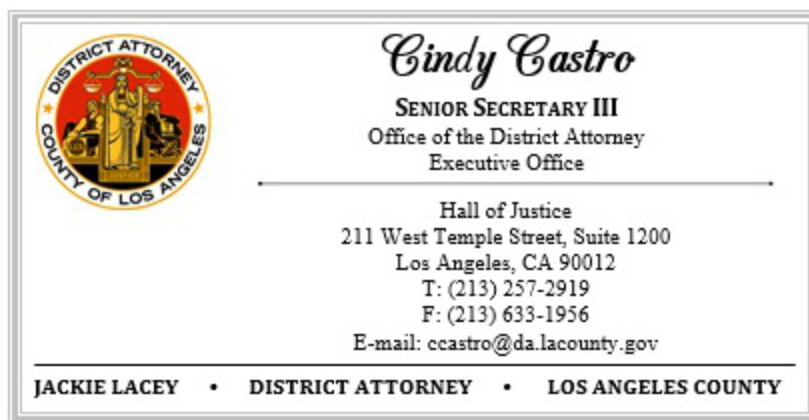 DISTRICT ATTORNEY
COUNTY OF LOS ANGELES
Cindy Castro
SENIOR SECRETARY III
Office of the District Attorney
Executive Office
Hall of Justice
211 West Temple Street, Suite 1200
Los Angeles, CA 90012
T: (213) 257-2919
F: (213) 633-1956
E-mail: ccastro@da.lacounty.gov
JACKIE LACEY • DISTRICT ATTORNEY • LOS ANGELES COUNTY